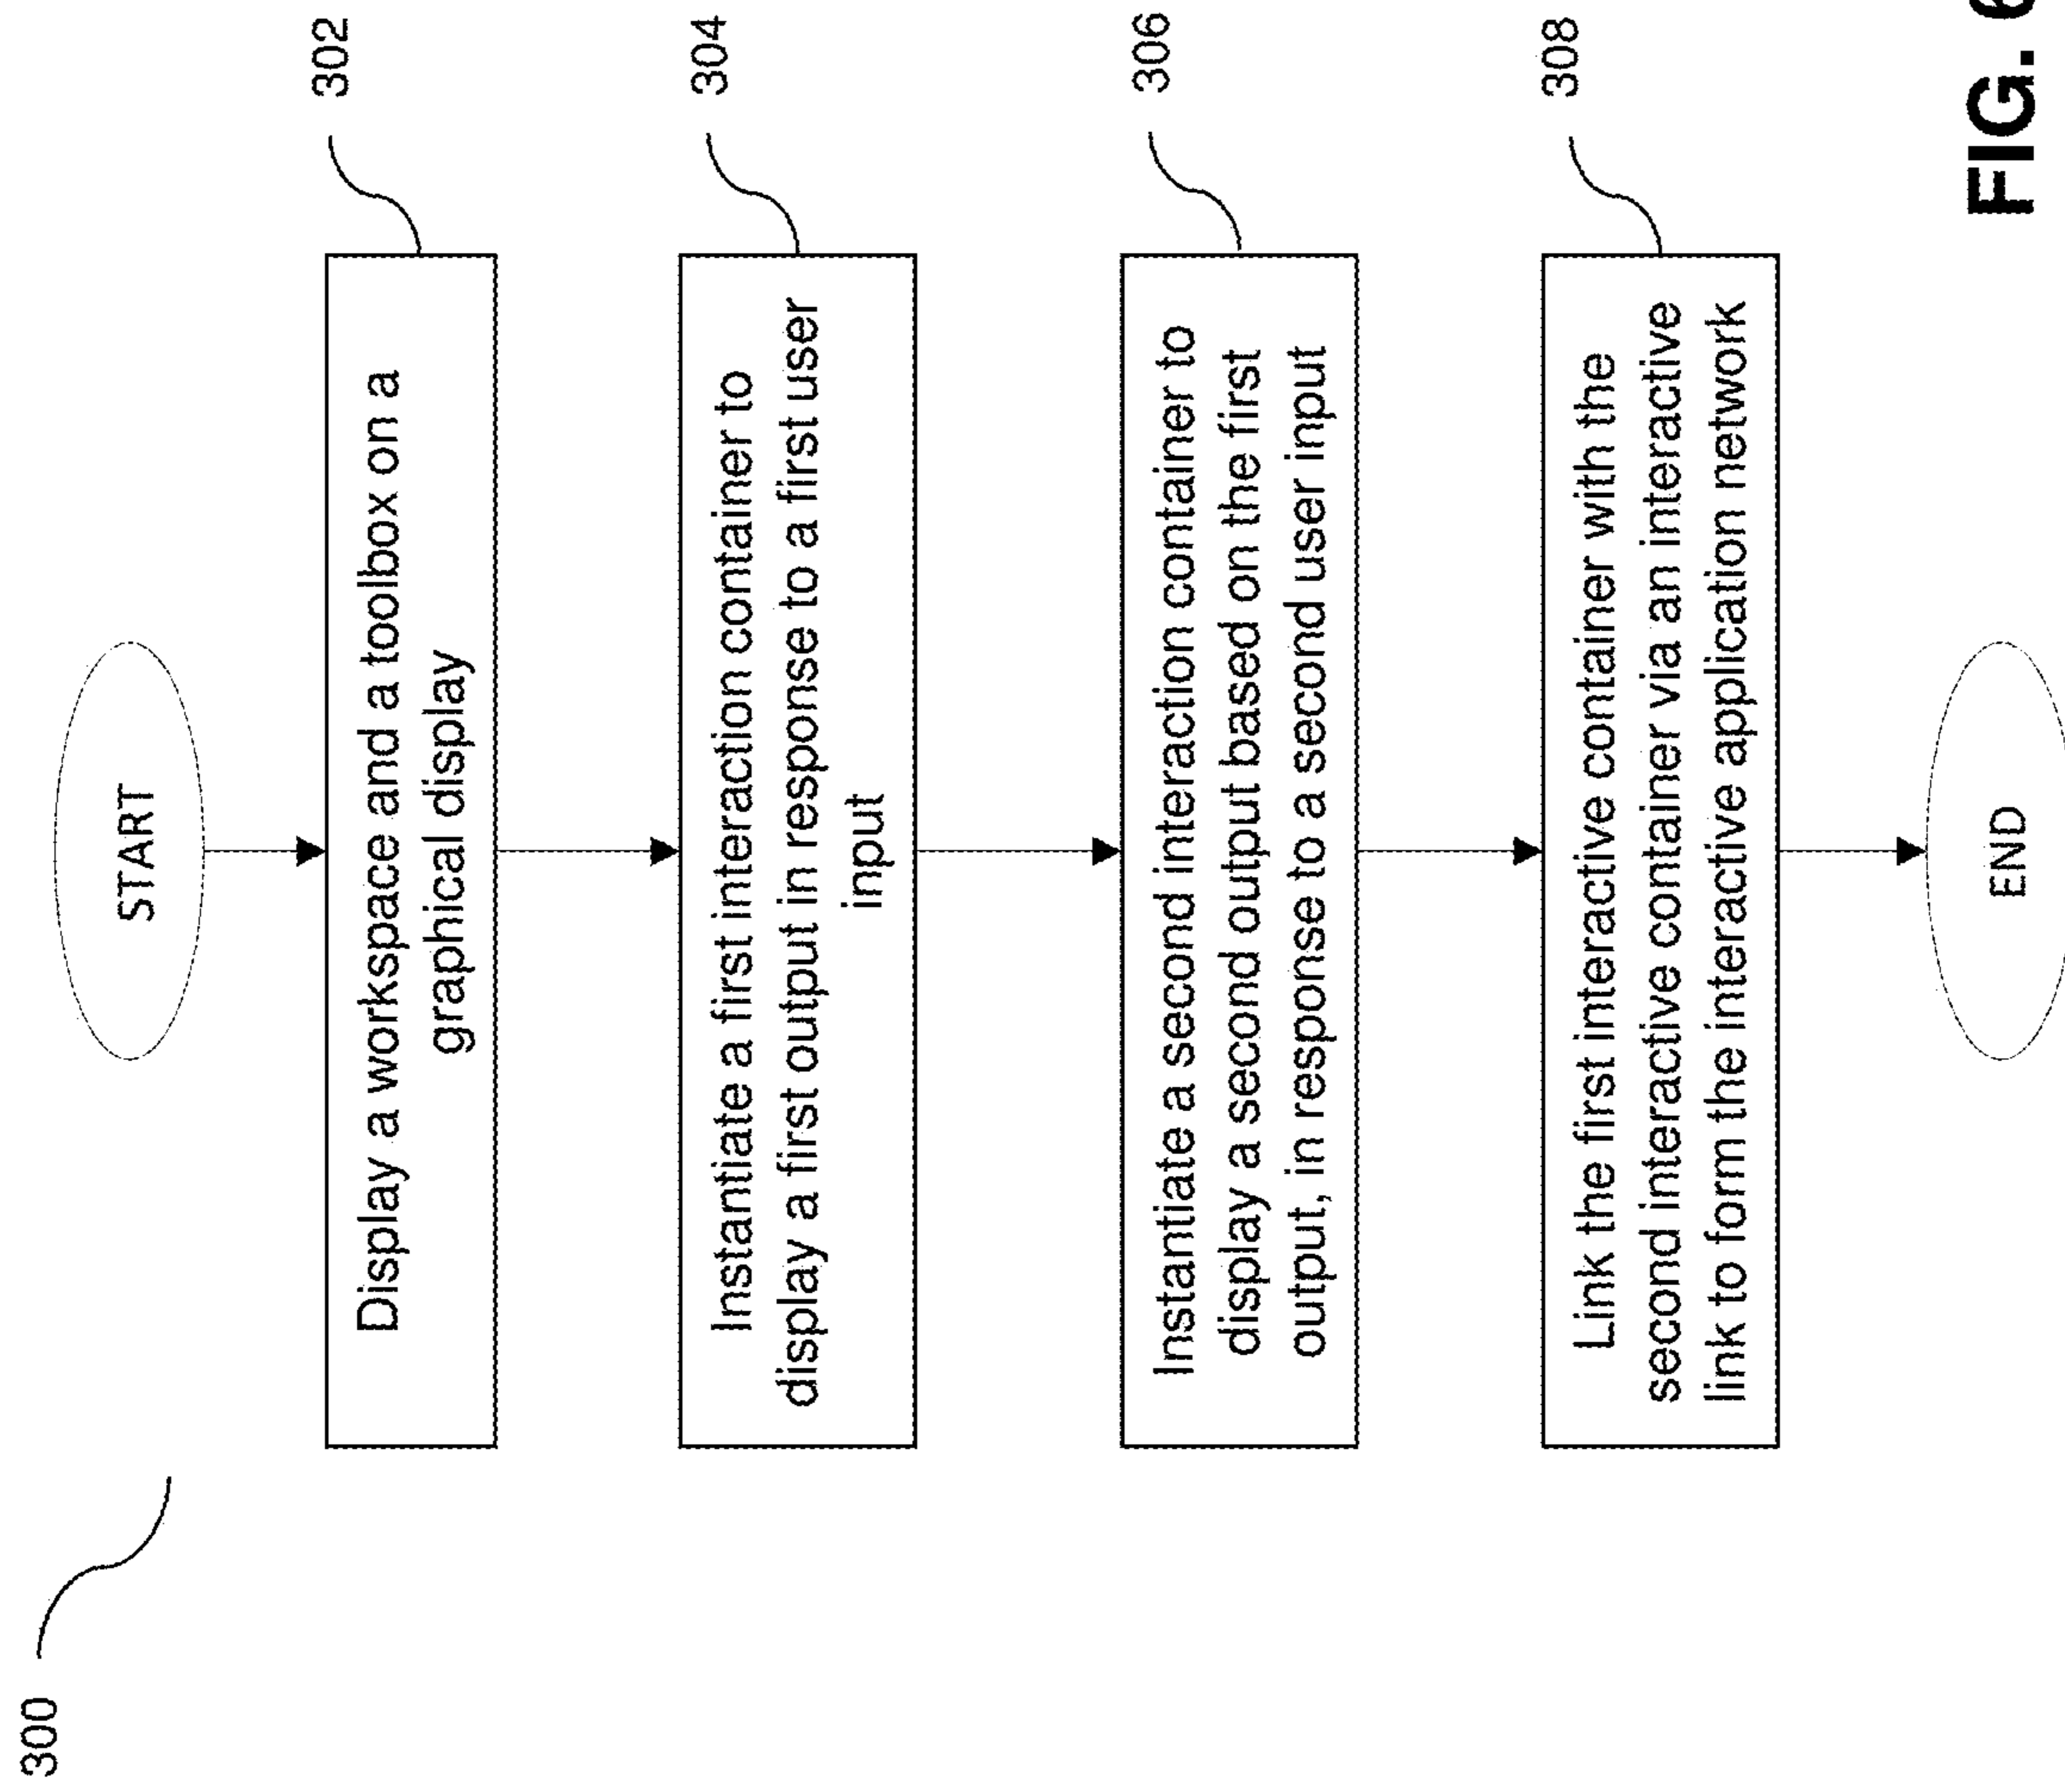 300
START
Display a workspace and a toolbox on a
graphical display
302
Instantiate a first interaction container to
display a first output in response to a first user
input
304
Instantiate a second interaction container to
display a second output based on the first
output, in response to a second user input
306
Link the first interactive container with the
second interactive container via an interactive
link to form the interactive application network
308
END
FIG. 6